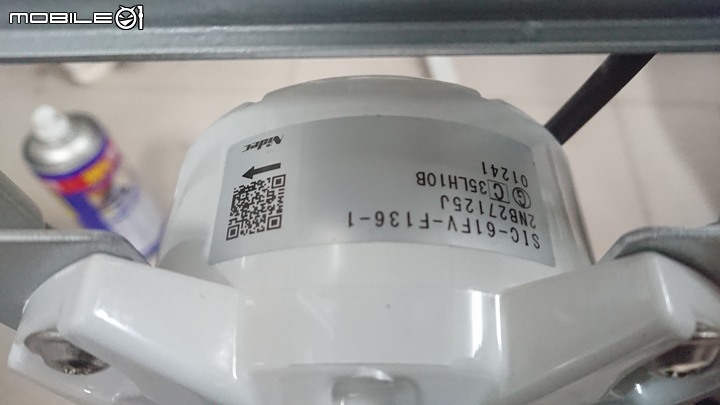 MOBILE01
Nidec
SIC-61FV-F136-1
2NB27125J
G C 35LH10B
01241